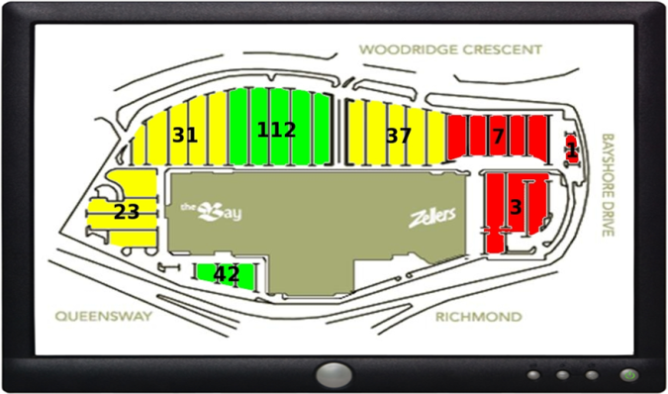 WOODRIDGE CRESCENT
31
112
37
7
1
BAYSHORE DRIVE
23
the Bay
Zellers
3
42
QUEENSWAY
RICHMOND